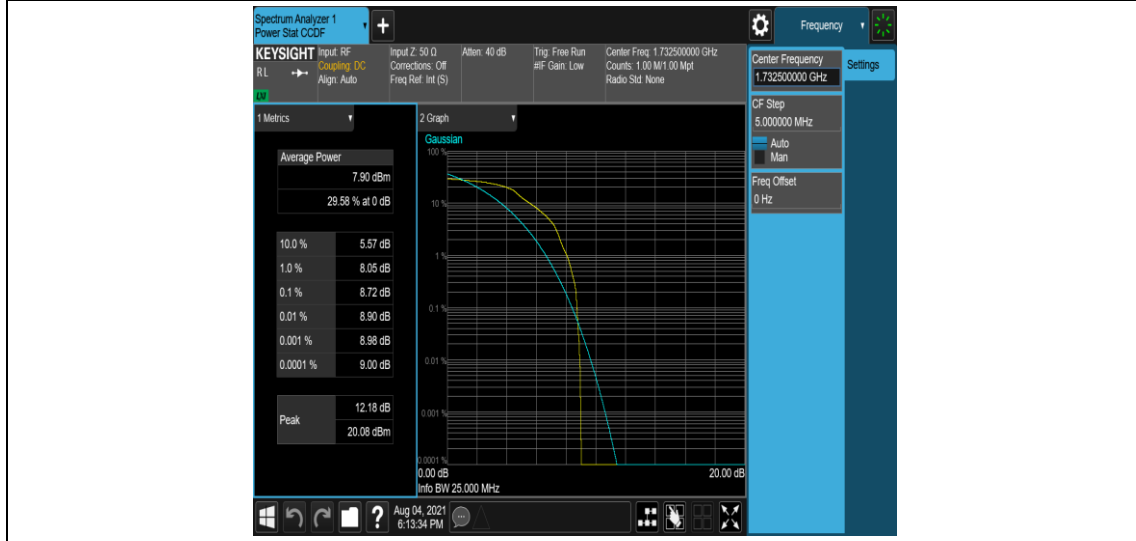 Spectrum Analyzer 1
Power Stat CCDF
+
Frequency
KEYSIGHT
RL
LXI
Input: RF
Coupling: DC
Align: Auto
Input Z: 50 Ω
Corrections: Off
Freq Ref: Int (S)
Atten: 40 dB
Trig: Free Run
#IF Gain: Low
Center Freq: 1.732500000 GHz
Counts: 1.00 M/1.00 Mpt
Radio Std: None
Center Frequency
1.732500000 GHz
Settings
CF Step
5.000000 MHz
Auto
Man
Freq Offset
0 Hz
1 Metrics
Average Power
7.90 dBm
29.58 % at 0 dB
10.0 % 5.57 dB
1.0 % 8.05 dB
0.1 % 8.72 dB
0.01 % 8.90 dB
0.001 % 8.98 dB
0.0001 % 9.00 dB
Peak
12.18 dB
20.08 dBm
2 Graph
Gaussian
100 %
10 %
1 %
0.1 %
0.01 %
0.001 %
0.0001 %
0.00 dB 20.00 dB
Info BW 25.000 MHz
?
Aug 04, 2021
6:13:34 PM